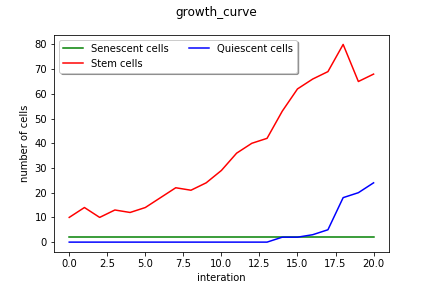 growth_curve
Senescent cells
Quiescent cells
Stem cells
number of cells
80
70
60
50
40
30
20
10
0
0.0 2.5 5.0 7.5 10.0 12.5 15.0 17.5 20.0
interation